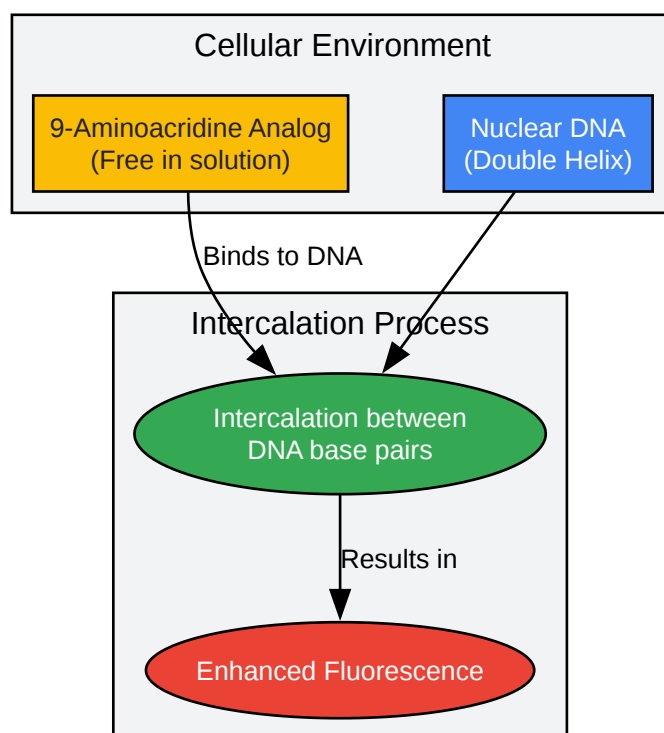 Cellular Environment
9-Aminoacridine Analog
(Free in solution)
Nuclear DNA
(Double Helix)
Binds to DNA
Intercalation Process
Intercalation between
DNA base pairs
Results in
Enhanced Fluorescence